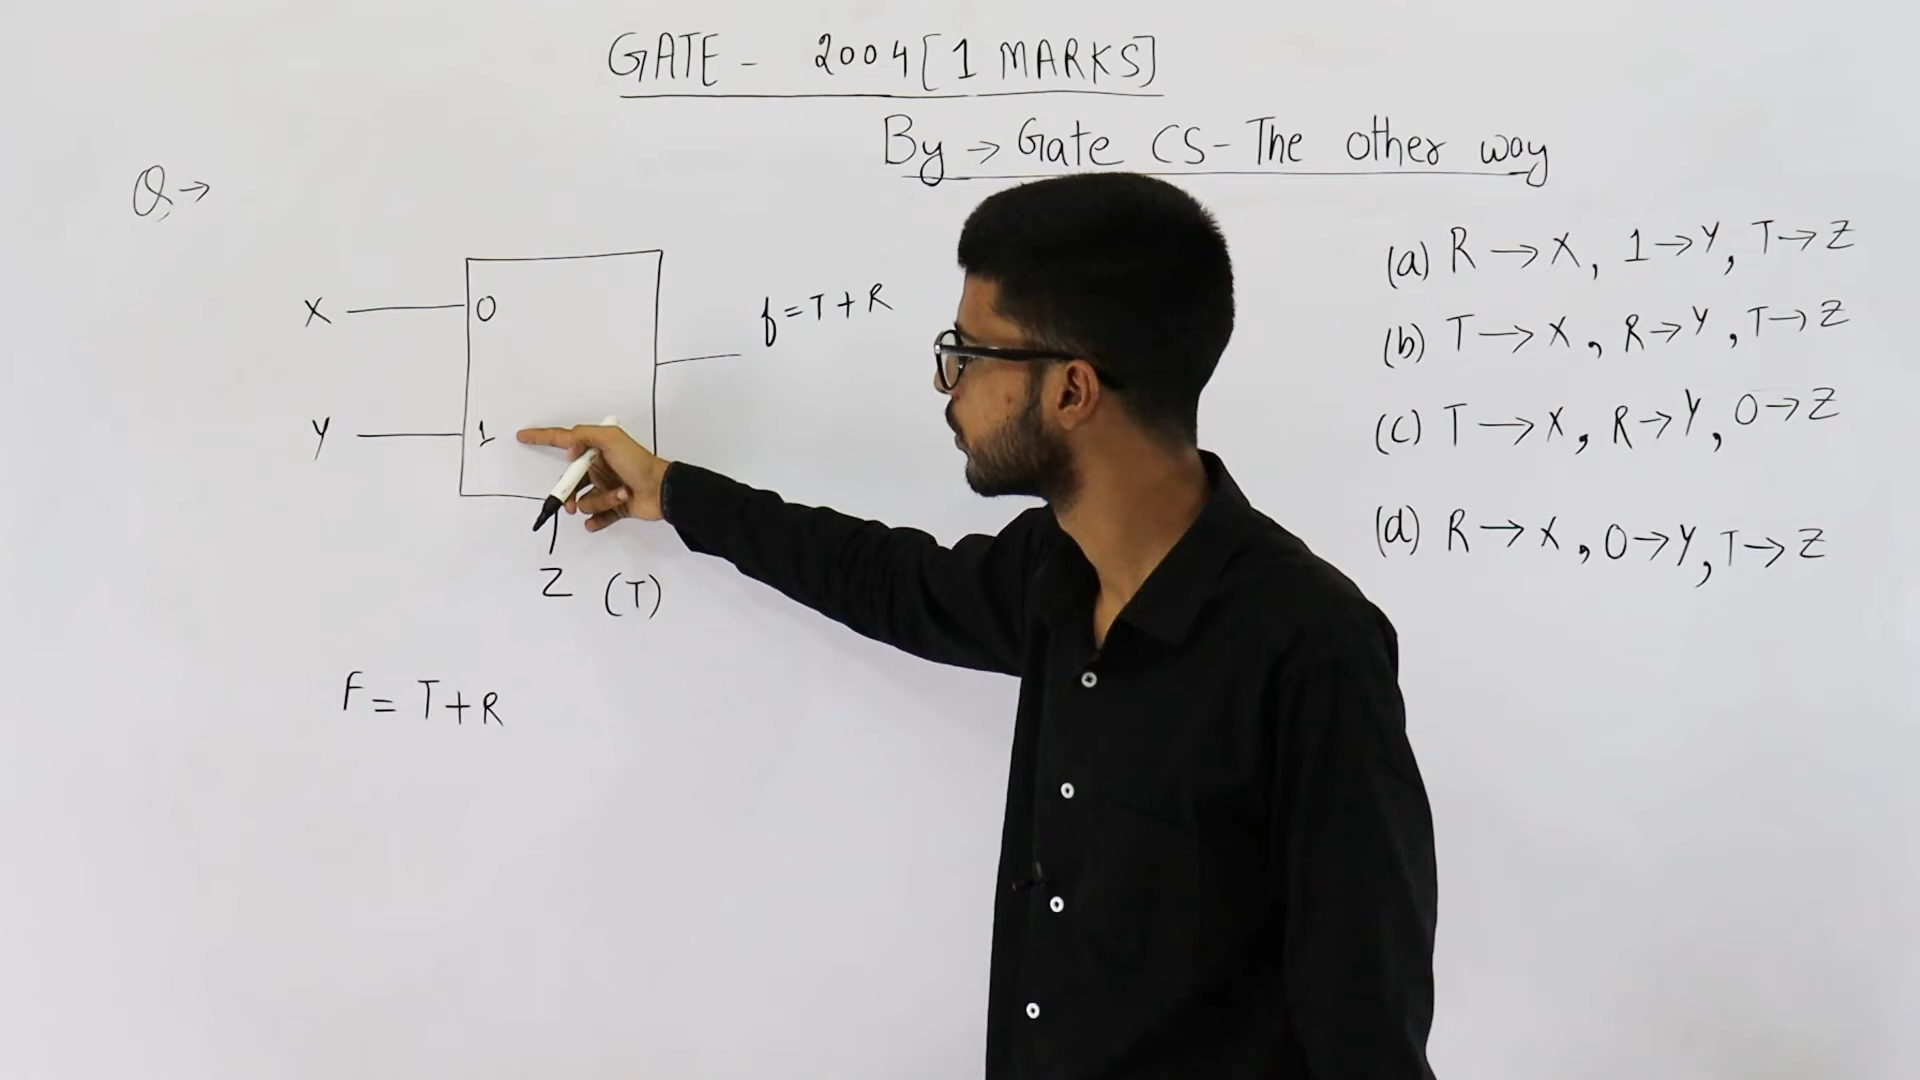 GATE - 2004 [1 MARKS]
By → Gate CS - The other way
Q →
X 0
Y 1
f = T + R
Z (T)
F = T + R
(a) R → X, 1 → Y, T → Z
(b) T → X, R → Y, T → Z
(c) T → X, R → Y, 0 → Z
(d) R → X, 0 → Y, T → Z